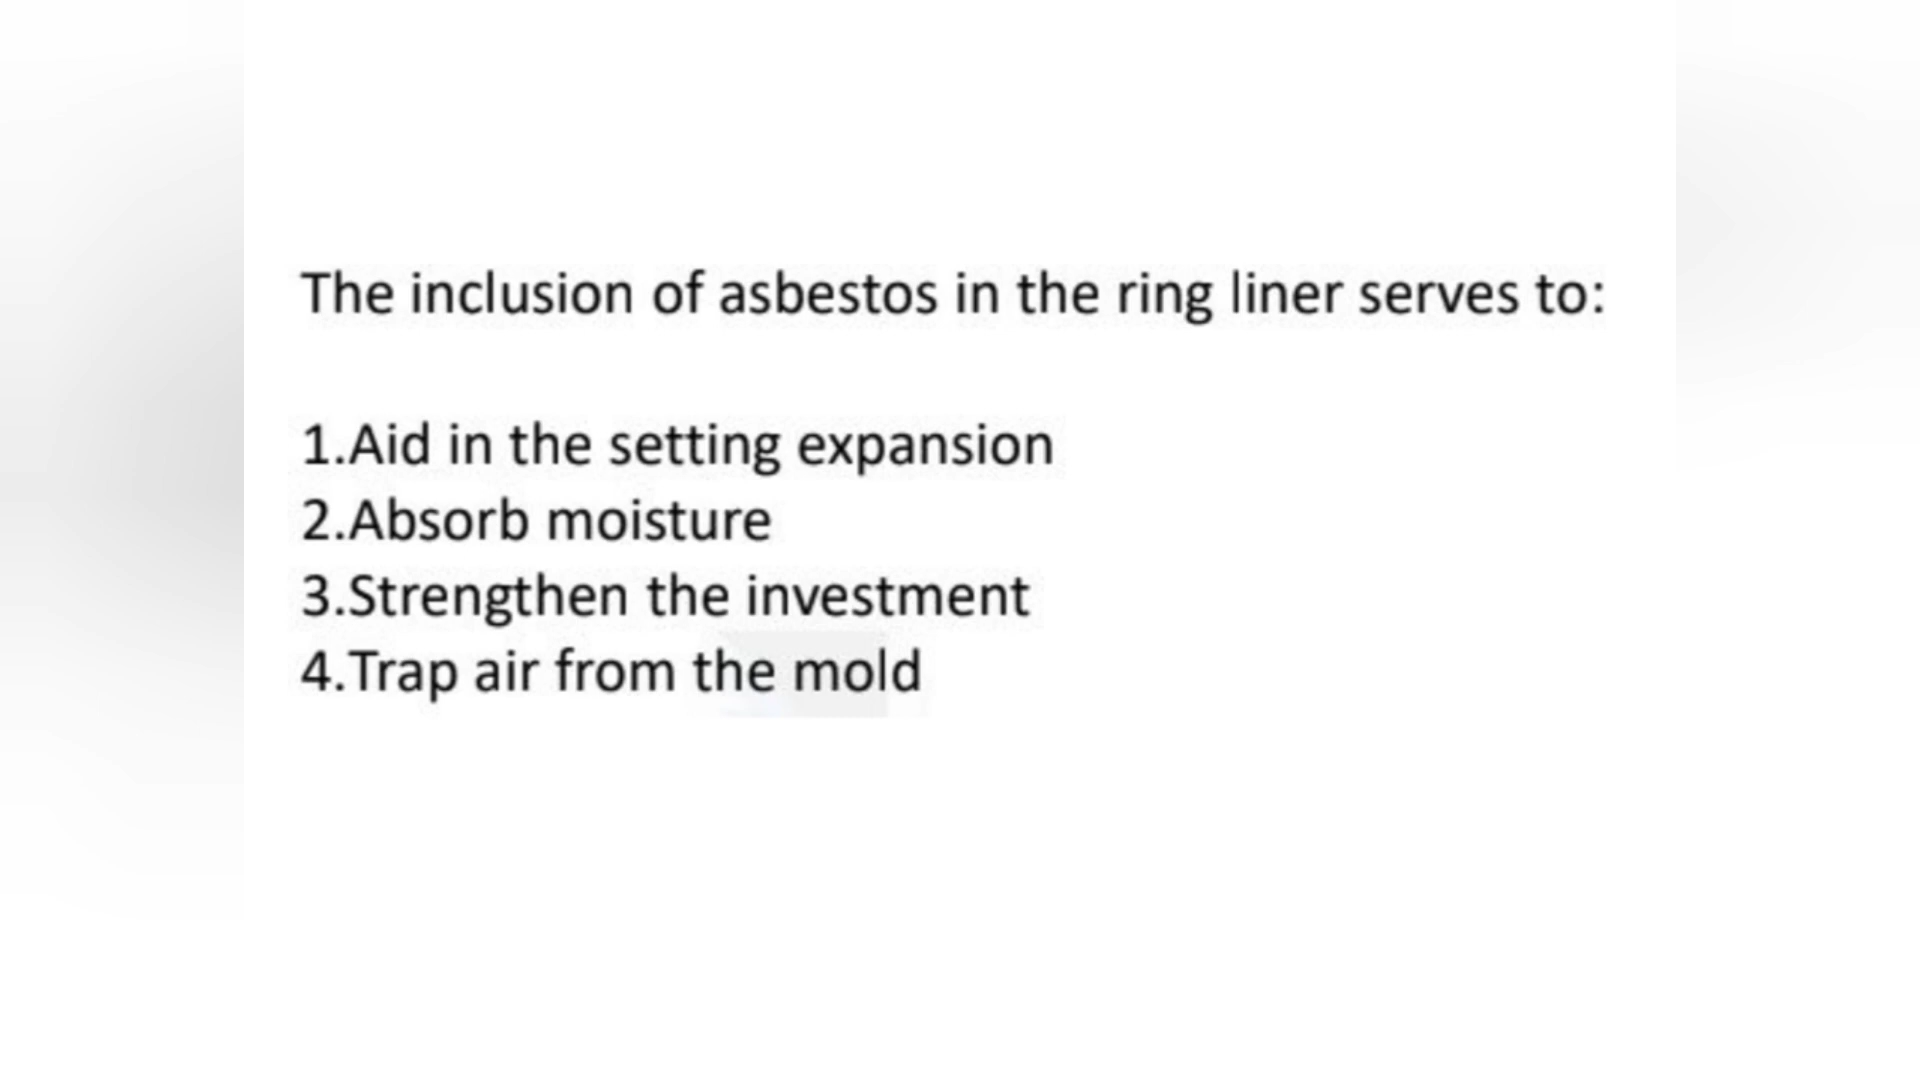 The inclusion of asbestos in the ring liner serves to:
1.Aid in the setting expansion
2.Absorb moisture
3.Strengthen the investment
4.Trap air from the mold